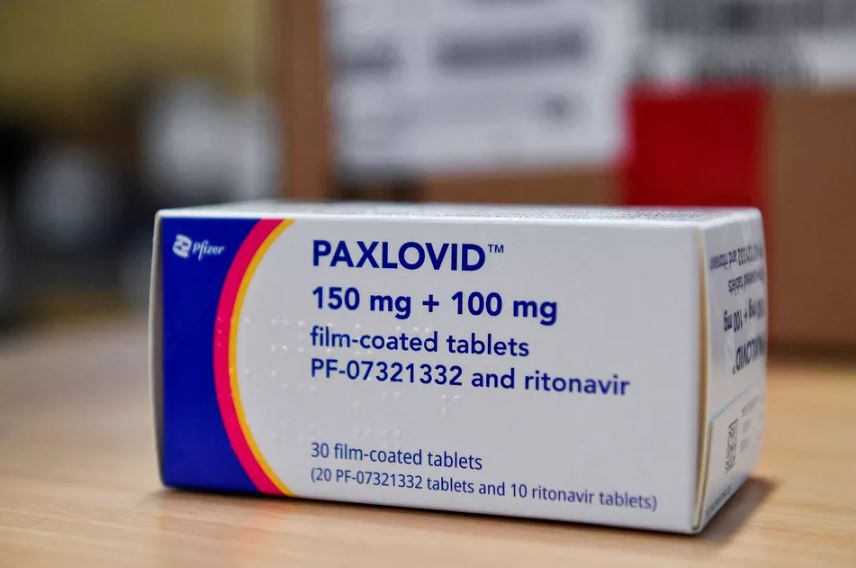 Pfizer
PAXLOVID™
150 mg + 100 mg
film-coated tablets
PF-07321332 and ritonavir
30 film-coated tablets
(20 PF-07321332 tablets and 10 ritonavir tablets)